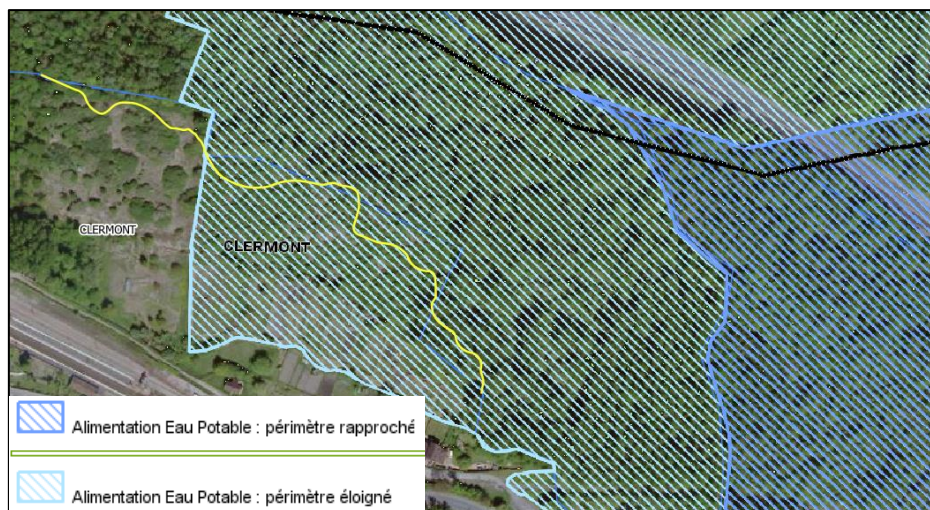 CLERMONT
CLERMONT
Alimentation Eau Potable : périmètre rapproché
Alimentation Eau Potable : périmètre éloigné